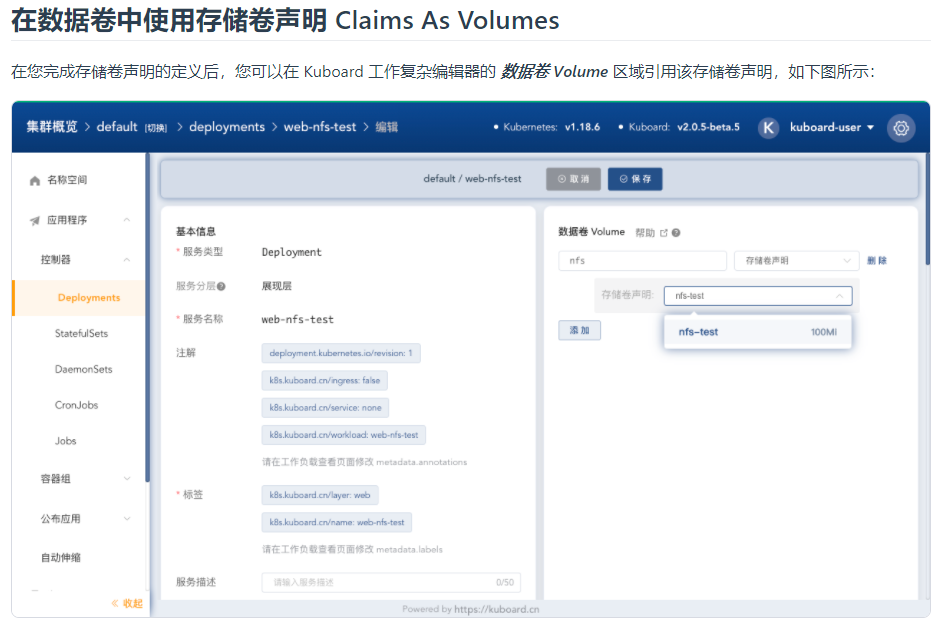 在数据卷中使用存储卷声明 Claims As Volumes
在您完成存储卷声明的定义后，您可以在 Kuboard 工作复杂编辑器的 数据卷 Volume 区域引用该存储卷声明，如下图所示：
集群概览 > default [切换] > deployments > web-nfs-test > 编辑
• Kubernetes: v1.18.6 • Kuboard: v2.0.5-beta.5 K kuboard-user
名称空间
应用程序
控制器
Deployments
StatefulSets
DaemonSets
CronJobs
Jobs
容器组
公布应用
自动伸缩
« 收起
default / web-nfs-test 取消 保存
基本信息
* 服务类型 Deployment
服务分层 展现层
* 服务名称 web-nfs-test
注解 deployment.kubernetes.io/revision: 1
k8s.kuboard.cn/ingress: false
k8s.kuboard.cn/service: none
k8s.kuboard.cn/workload: web-nfs-test
请在工作负载查看页面修改 metadata.annotations
* 标签 k8s.kuboard.cn/layer: web
k8s.kuboard.cn/name: web-nfs-test
请在工作负载查看页面修改 metadata.labels
服务描述 请输入服务描述 0/50
数据卷 Volume 帮助
nfs 存储卷声明 删除
存储卷声明: nfs-test
nfs-test 100Mi
添加
Powered by https://kuboard.cn